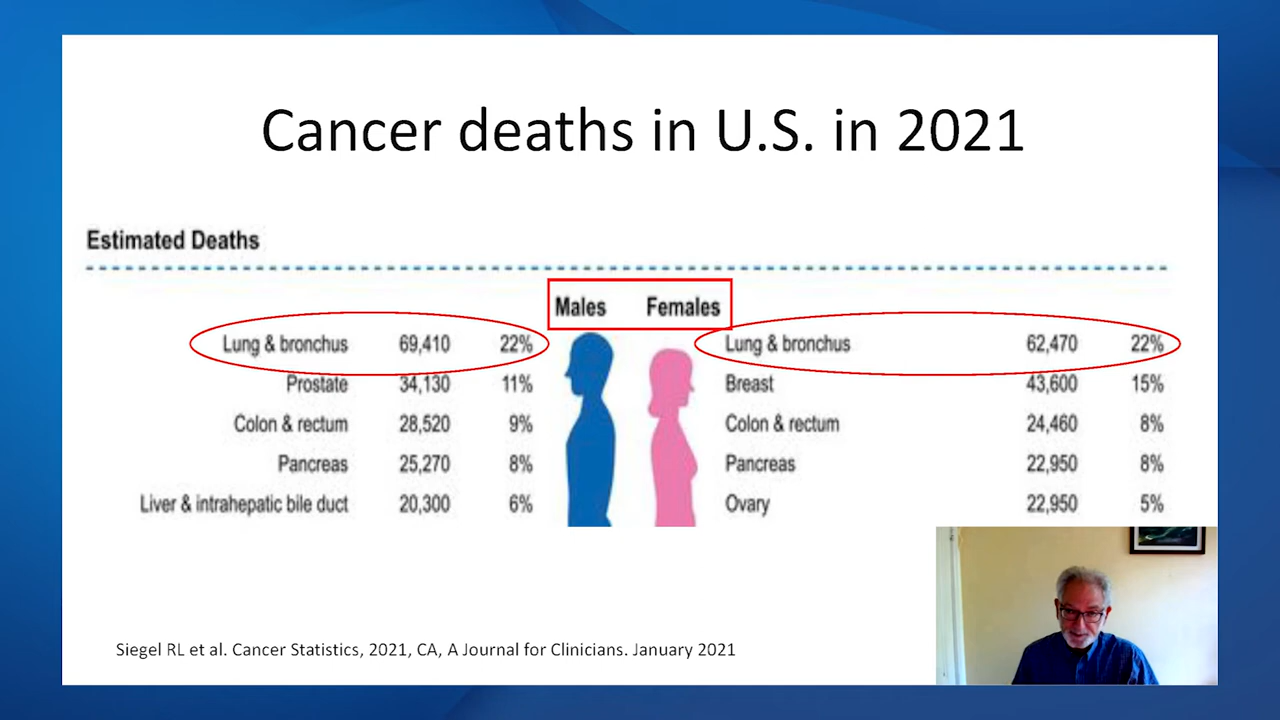 Cancer deaths in U.S. in 2021
Estimated Deaths
Males Females
Lung & bronchus 69,410 22% Lung & bronchus 62,470 22%
Prostate 34,130 11% Breast 43,600 15%
Colon & rectum 28,520 9% Colon & rectum 24,460 8%
Pancreas 25,270 8% Pancreas 22,950 8%
Liver & intrahepatic bile duct 20,300 6% Ovary 22,950 5%
Siegel RL et al. Cancer Statistics, 2021, CA, A Journal for Clinicians. January 2021